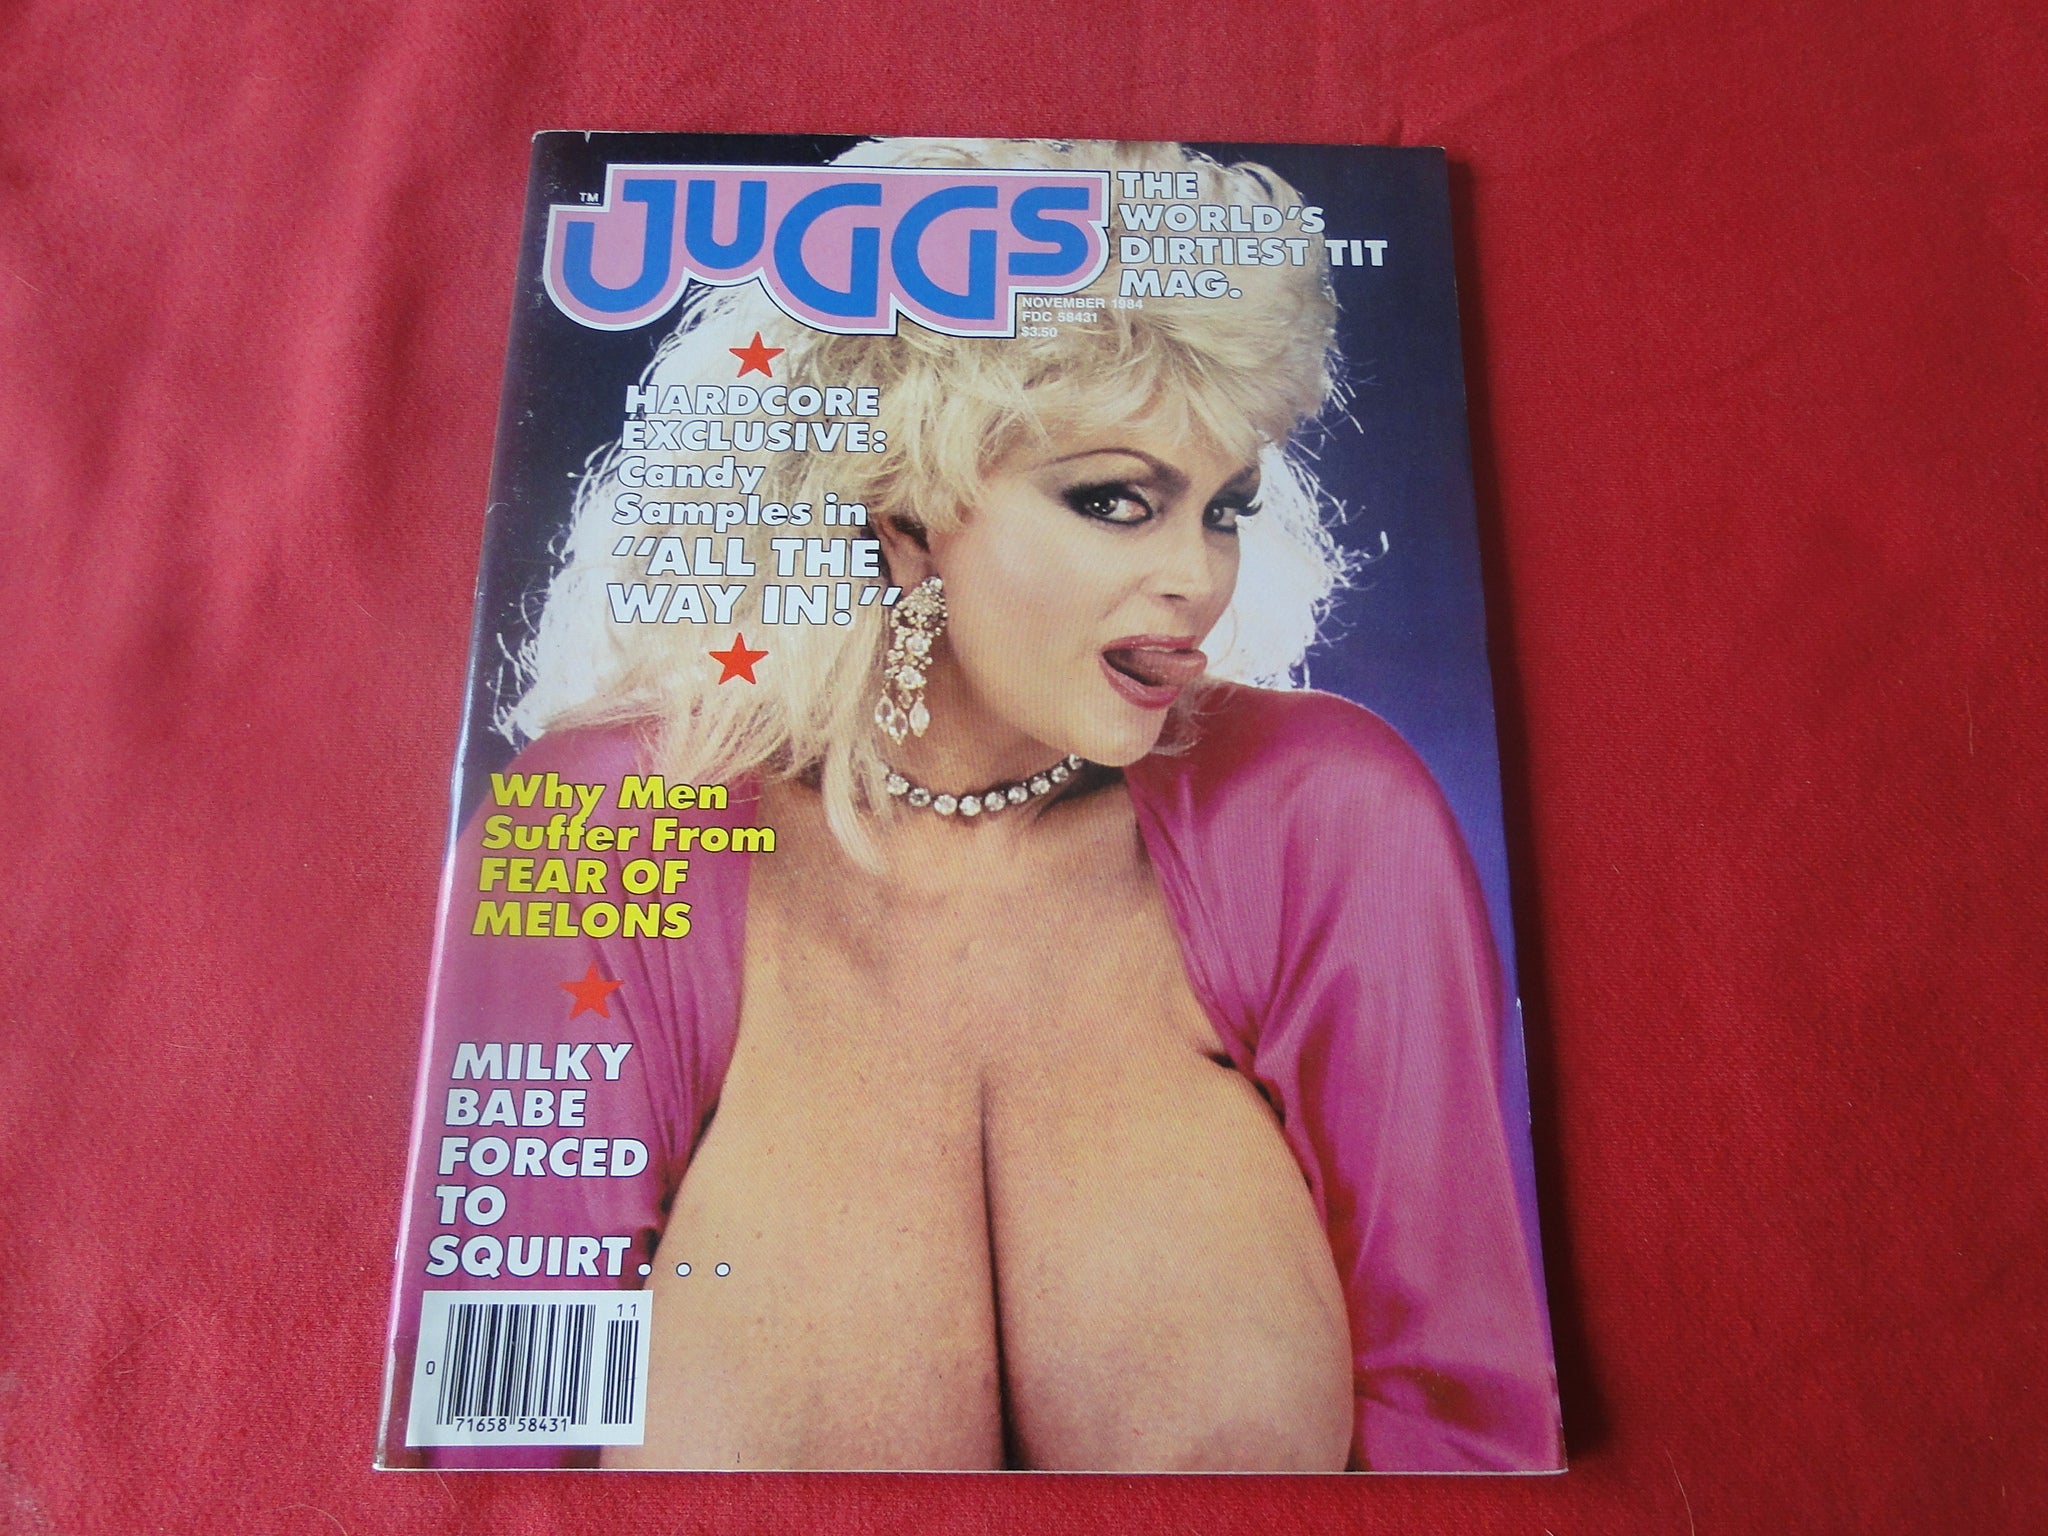 TM
JUGGS
THE
WORLD'S
DIRTIEST TIT
MAG.
NOVEMBER 1984
FDC 58431
$3.50
HARDCORE
EXCLUSIVE:
Candy
Samples in
"ALL THE
WAY IN!"
Why Men
Suffer From
FEAR OF
MELONS
MILKY
BABE
FORCED
TO
SQUIRT...
11
0
71658 58431